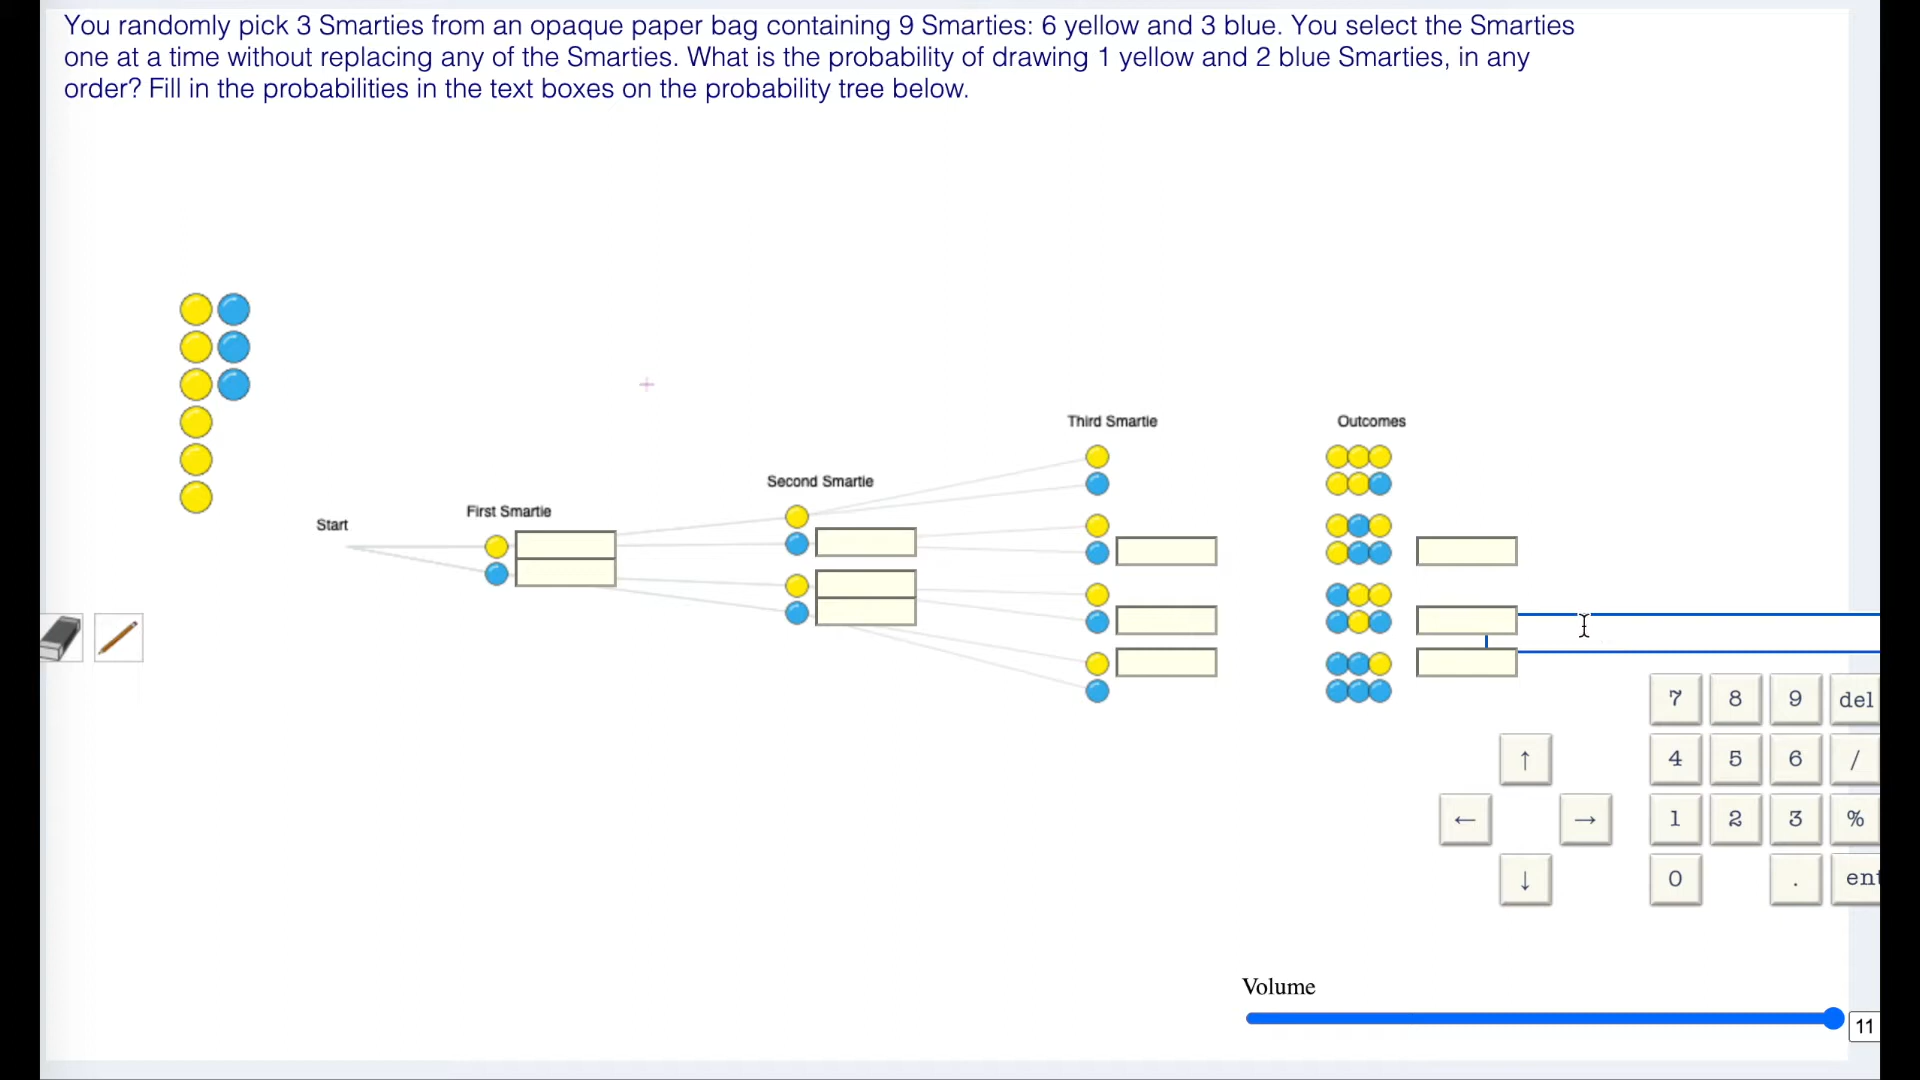 You randomly pick 3 Smarties from an opaque paper bag containing 9 Smarties: 6 yellow and 3 blue. You select the Smarties
one at a time without replacing any of the Smarties. What is the probability of drawing 1 yellow and 2 blue Smarties, in any
order? Fill in the probabilities in the text boxes on the probability tree below.
Third Smartie
Outcomes
Second Smartie
First Smartie
Start
7 8 9 del
↑ 4 5 6 /
← → 1 2 3 %
↓ 0 . ent
Volume
11